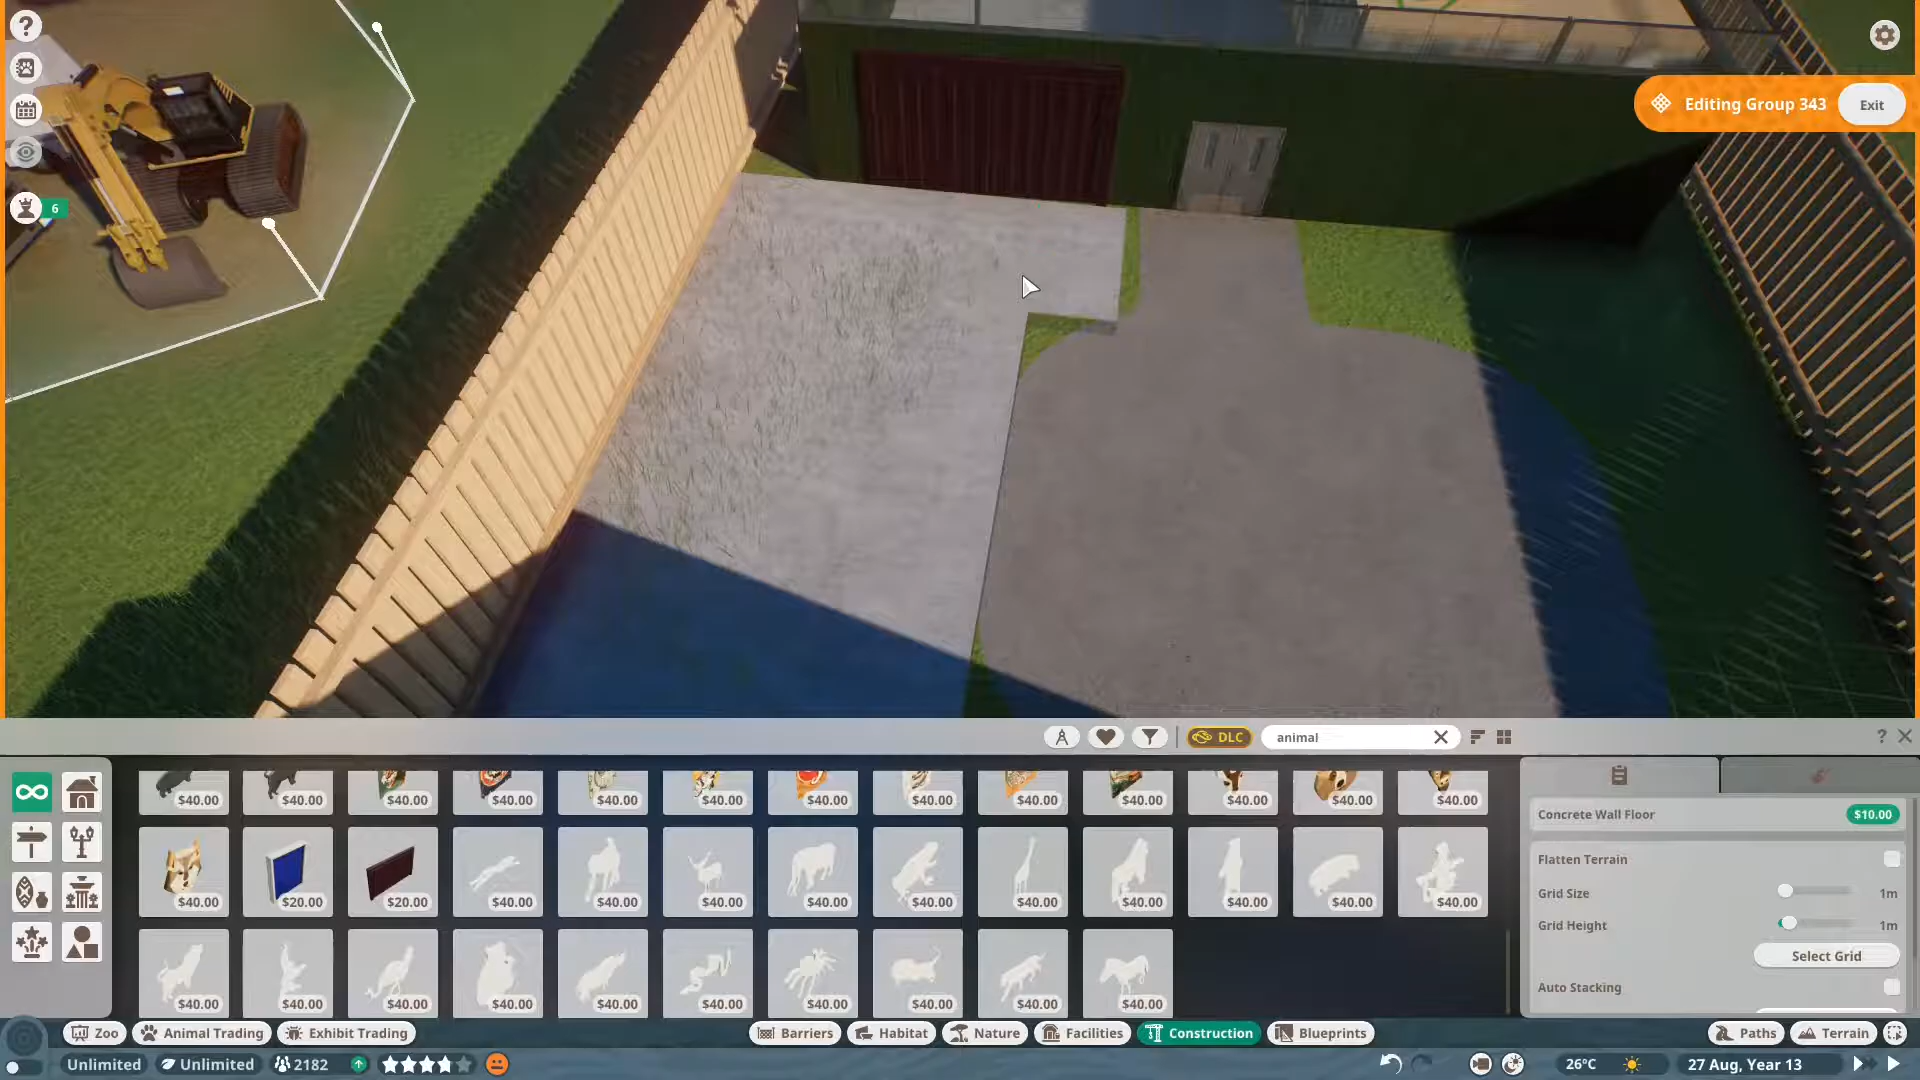 ?
Editing Group 343 Exit
6
DLC animal ?
$40.00 $40.00 $40.00 $40.00 $40.00 $40.00 $40.00 $40.00 $40.00 $40.00 $40.00 $40.00 $40.00
$40.00 $20.00 $20.00 $40.00 $40.00 $40.00 $40.00 $40.00 $40.00 $40.00 $40.00 $40.00 $40.00
$40.00 $40.00 $40.00 $40.00 $40.00 $40.00 $40.00 $40.00 $40.00 $40.00
Concrete Wall Floor $10.00
Flatten Terrain
Grid Size 1m
Grid Height 1m
Select Grid
Auto Stacking
Zoo Animal Trading Exhibit Trading Barriers Habitat Nature Facilities Construction Blueprints Paths Terrain
Unlimited Unlimited 2182 26°C 27 Aug, Year 13